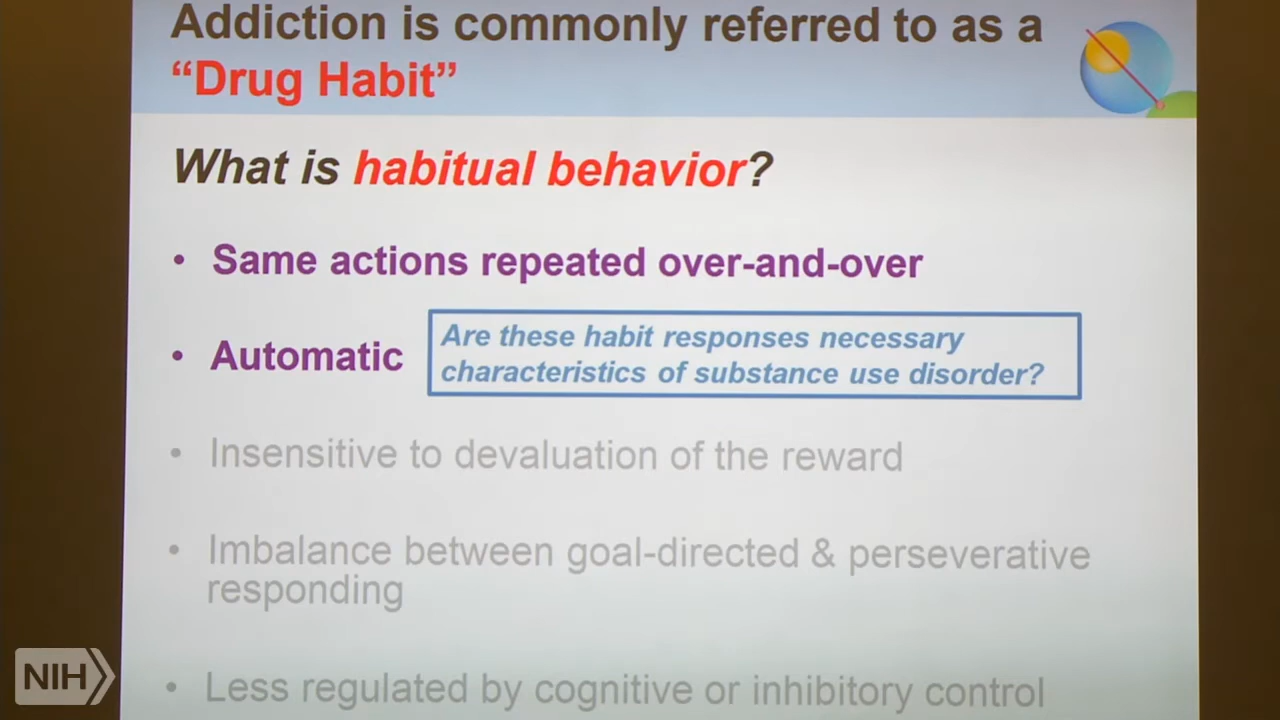 Addiction is commonly referred to as a
“Drug Habit”
What is habitual behavior?
• Same actions repeated over-and-over
• Automatic
Are these habit responses necessary
characteristics of substance use disorder?
• Insensitive to devaluation of the reward
• Imbalance between goal-directed & perseverative
responding
• Less regulated by cognitive or inhibitory control
NIH